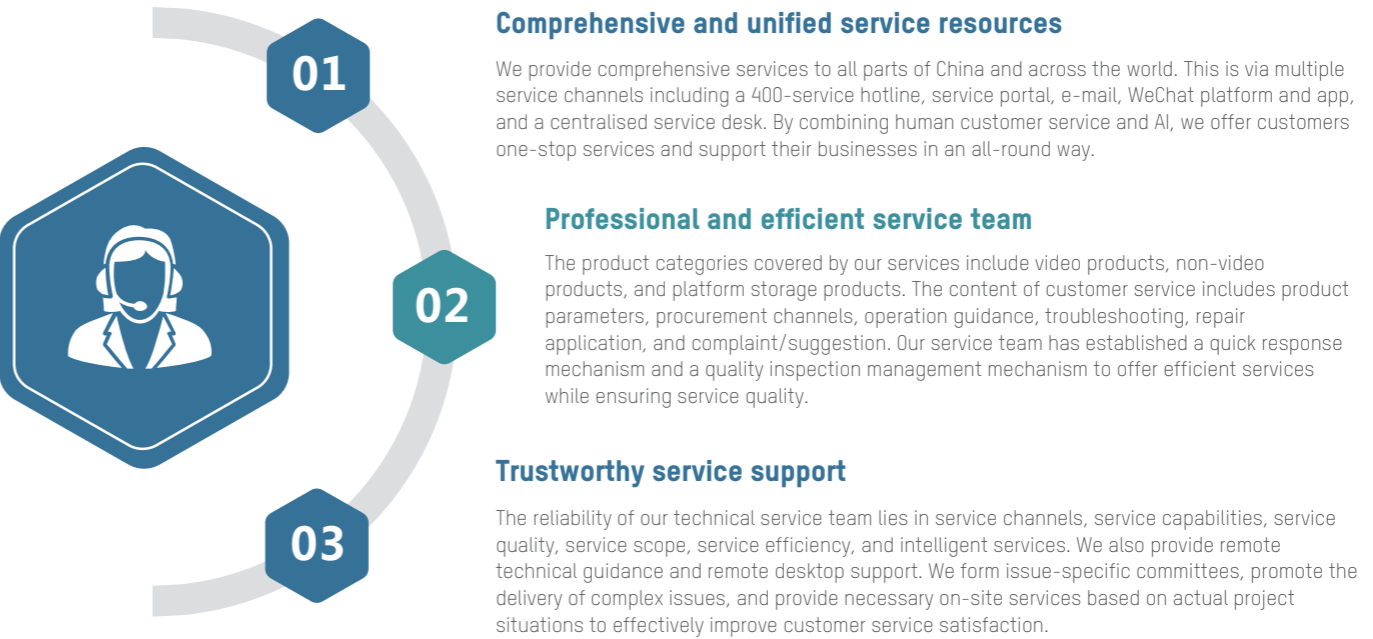 01
Comprehensive and unified service resources
We provide comprehensive services to all parts of China and across the world. This is via multiple
service channels including a 400-service hotline, service portal, e-mail, WeChat platform and app,
and a centralised service desk. By combining human customer service and AI, we offer customers
one-stop services and support their businesses in an all-round way.
02
Professional and efficient service team
The product categories covered by our services include video products, non-video
products, and platform storage products. The content of customer service includes product
parameters, procurement channels, operation guidance, troubleshooting, repair
application, and complaint/suggestion. Our service team has established a quick response
mechanism and a quality inspection management mechanism to offer efficient services
while ensuring service quality.
03
Trustworthy service support
The reliability of our technical service team lies in service channels, service capabilities, service
quality, service scope, service efficiency, and intelligent services. We also provide remote
technical guidance and remote desktop support. We form issue-specific committees, promote the
delivery of complex issues, and provide necessary on-site services based on actual project
situations to effectively improve customer service satisfaction.